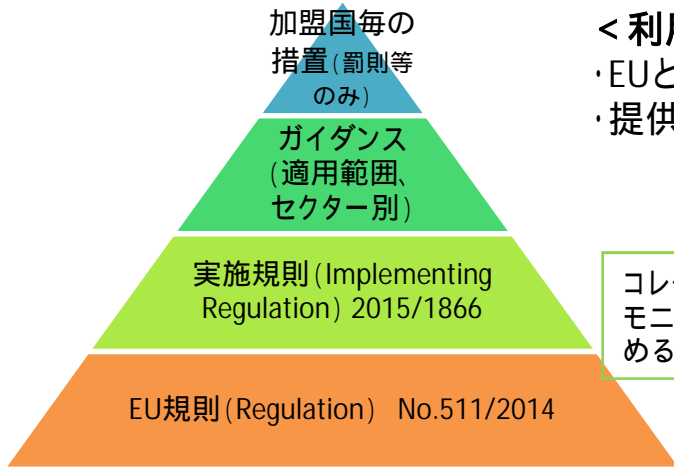 加盟国毎の
措置(罰則等
のみ)
ガイダンス
(適用範囲、
セクター別)
実施規則(Implementing
Regulation) 2015/1866
EU規則(Regulation) No.511/2014
<利
・EUと
・提供
コレ
モニ
める